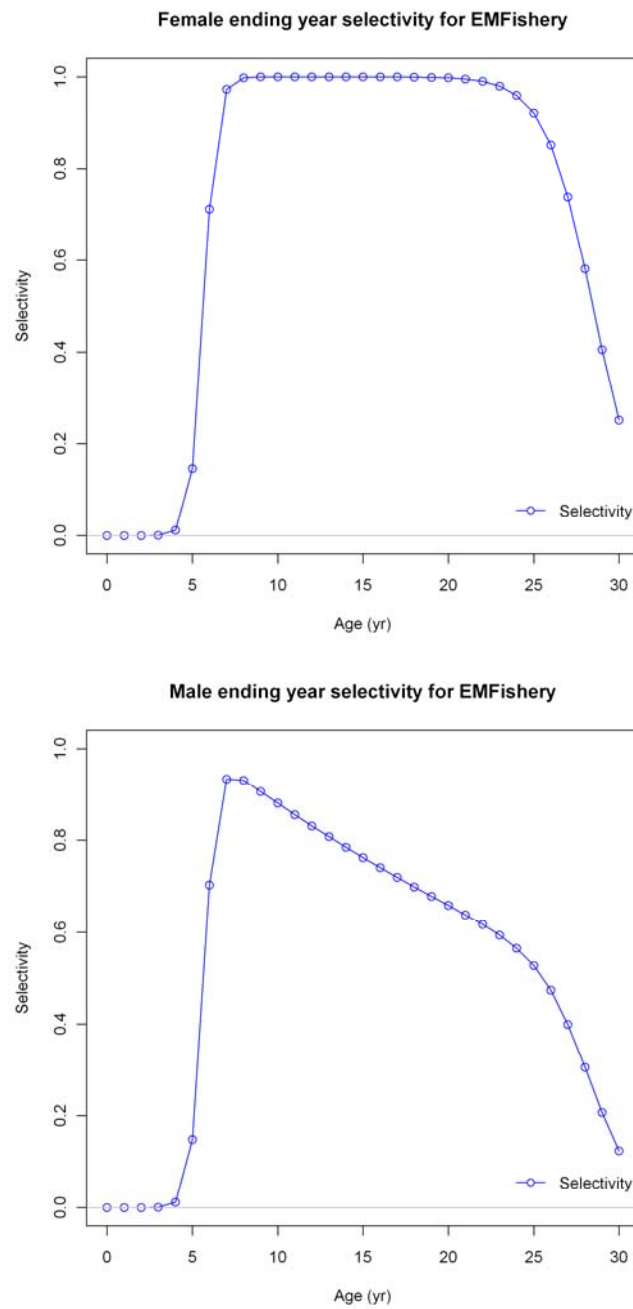 Female ending year selectivity for EMFishery
1.0
0.8
0.6
0.4
0.2
0.0
Selectivity
Selectivity
0 5 10 15 20 25 30
Age (yr)
Male ending year selectivity for EMFishery
1.0
0.8
0.6
0.4
0.2
0.0
Selectivity
Selectivity
0 5 10 15 20 25 30
Age (yr)